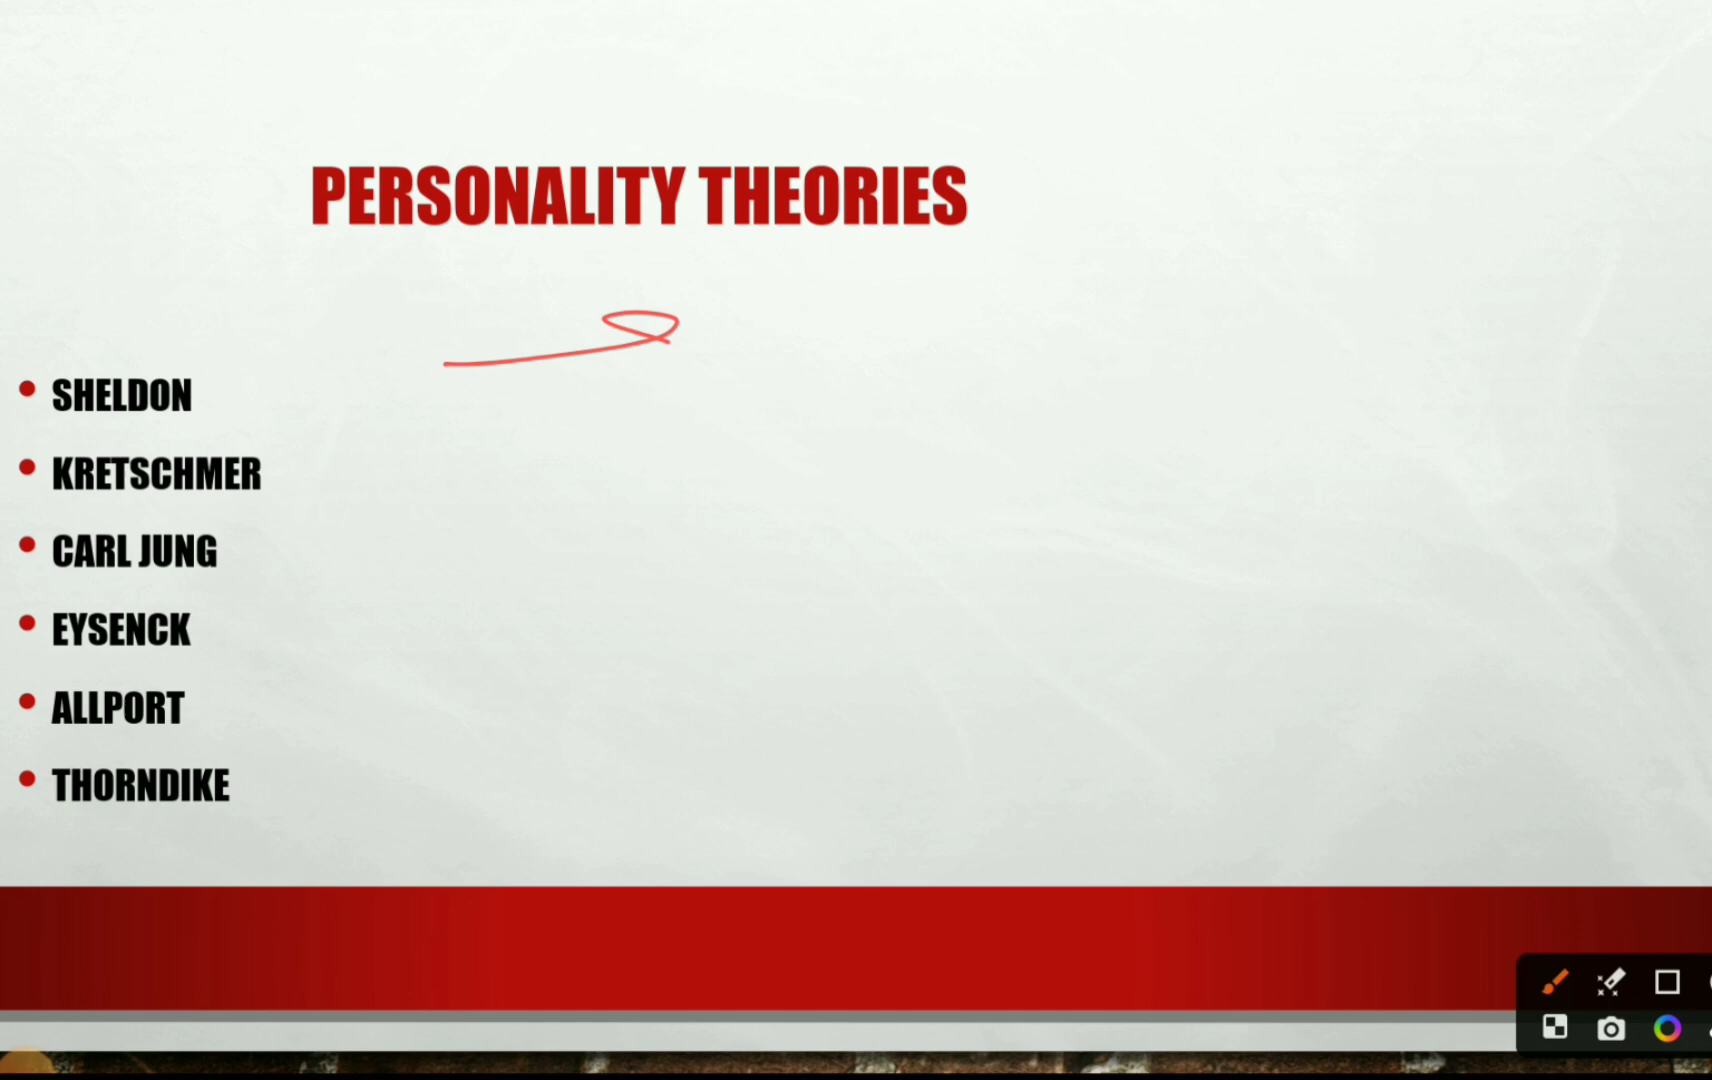 PERSONALITY THEORIES
SHELDON
KRETSCHMER
CARL JUNG
EYSENCK
ALLPORT
THORNDIKE